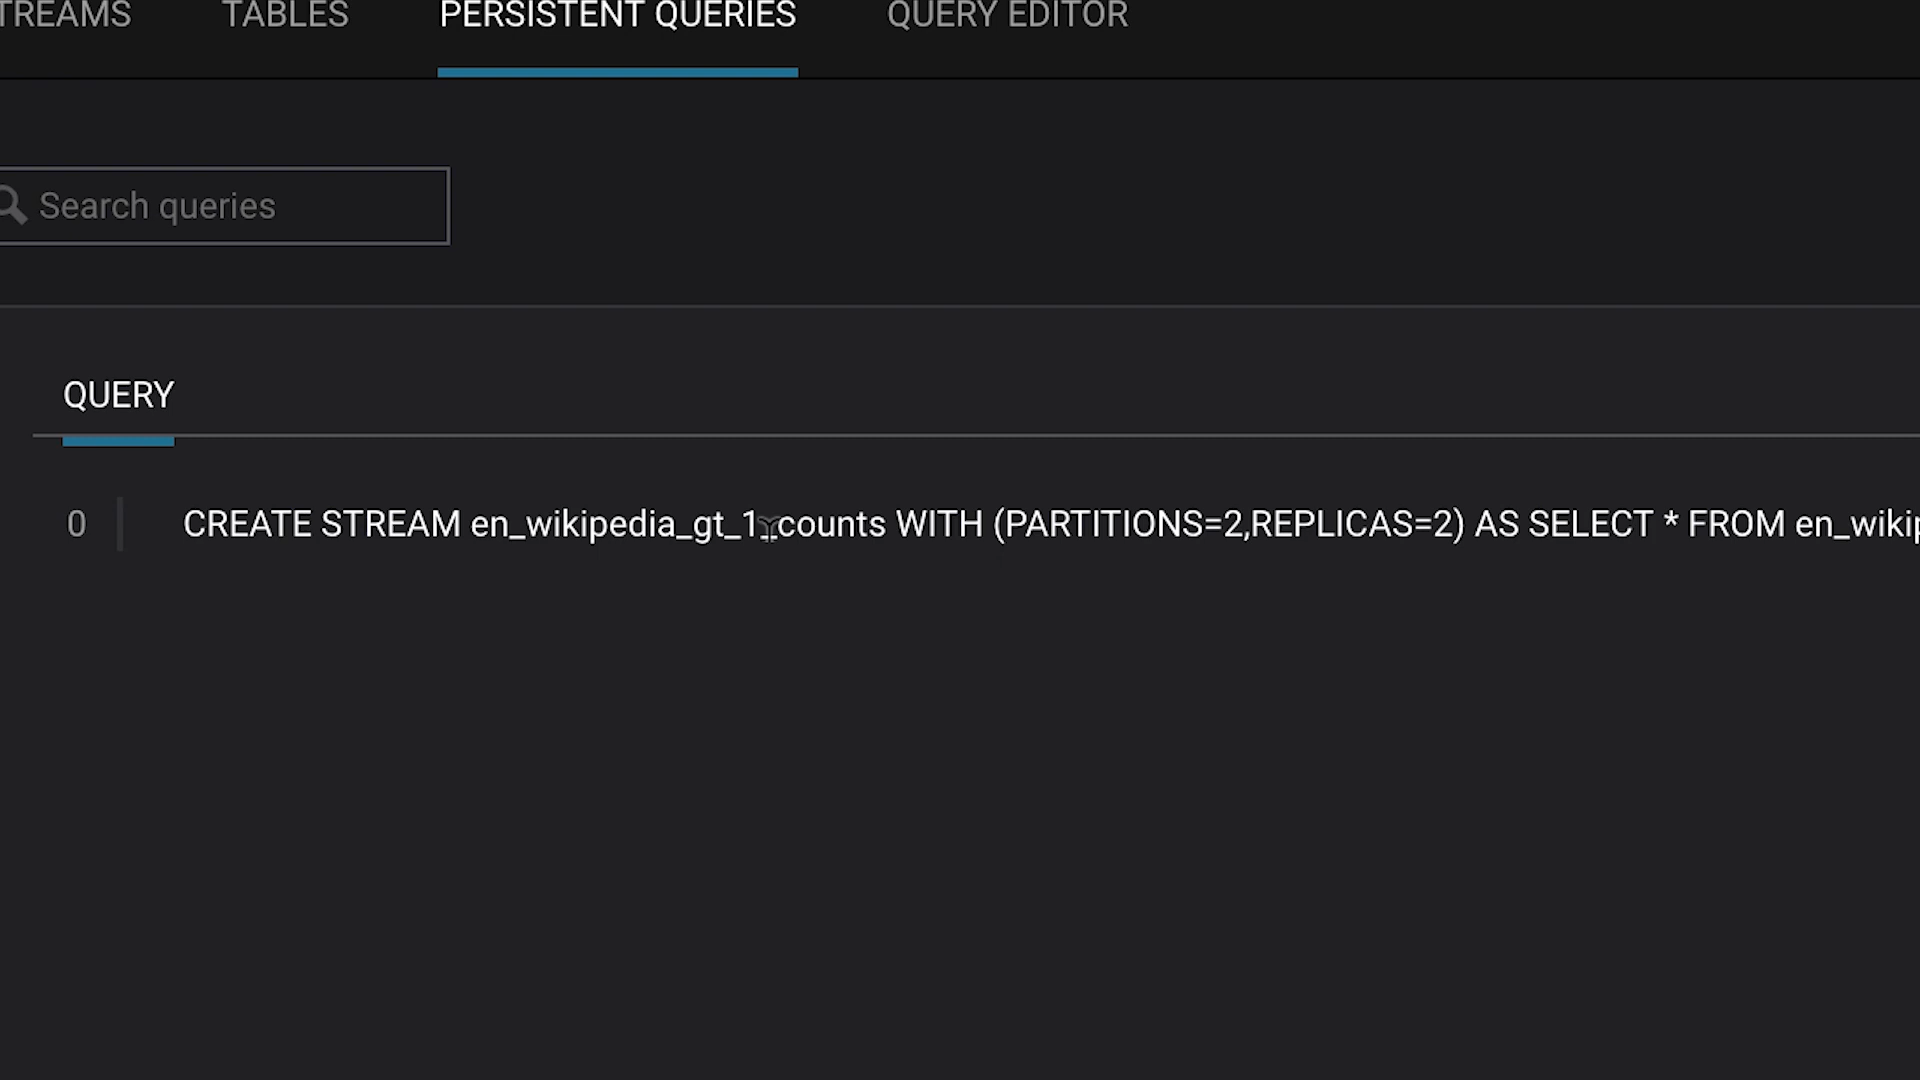 TREAMS TABLES PERSISTENT QUERIES QUERY EDITOR
Search queries
QUERY
0 CREATE STREAM en_wikipedia_gt_1_counts WITH (PARTITIONS=2,REPLICAS=2) AS SELECT * FROM en_wikip